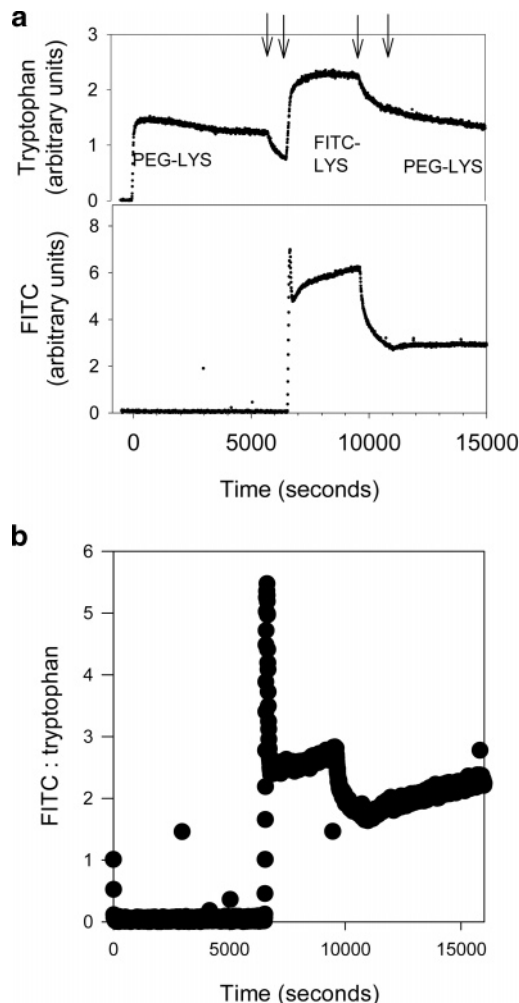 a
Tryptophan
(arbitrary units)
3
2
1
0
PEG-LYS
FITC-
LYS
PEG-LYS
FITC
(arbitrary units)
8
6
4
2
0
0
5000
10000
15000
Time (seconds)
b
FITC : tryptophan
6
5
4
3
2
1
0
0
5000
10000
15000
Time (seconds)